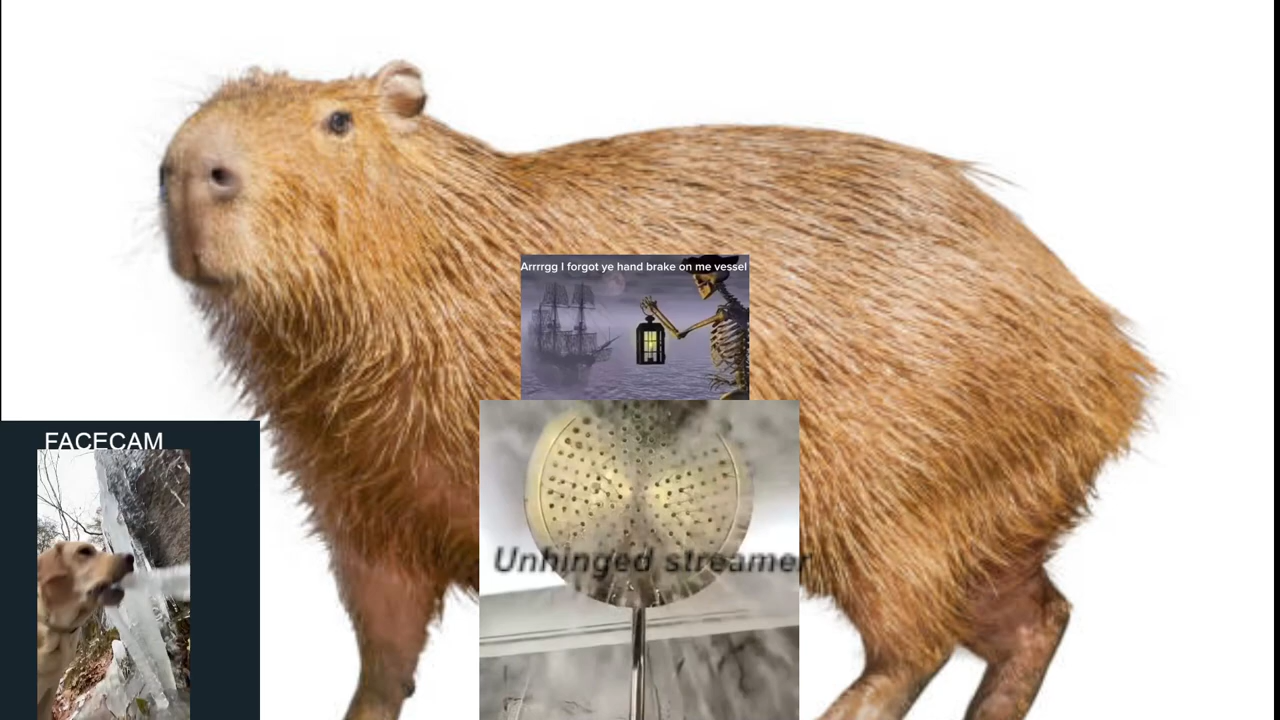 Arrrrgg I forgot ye hand brake on me vessel
FACECAM
Unhinged streamer